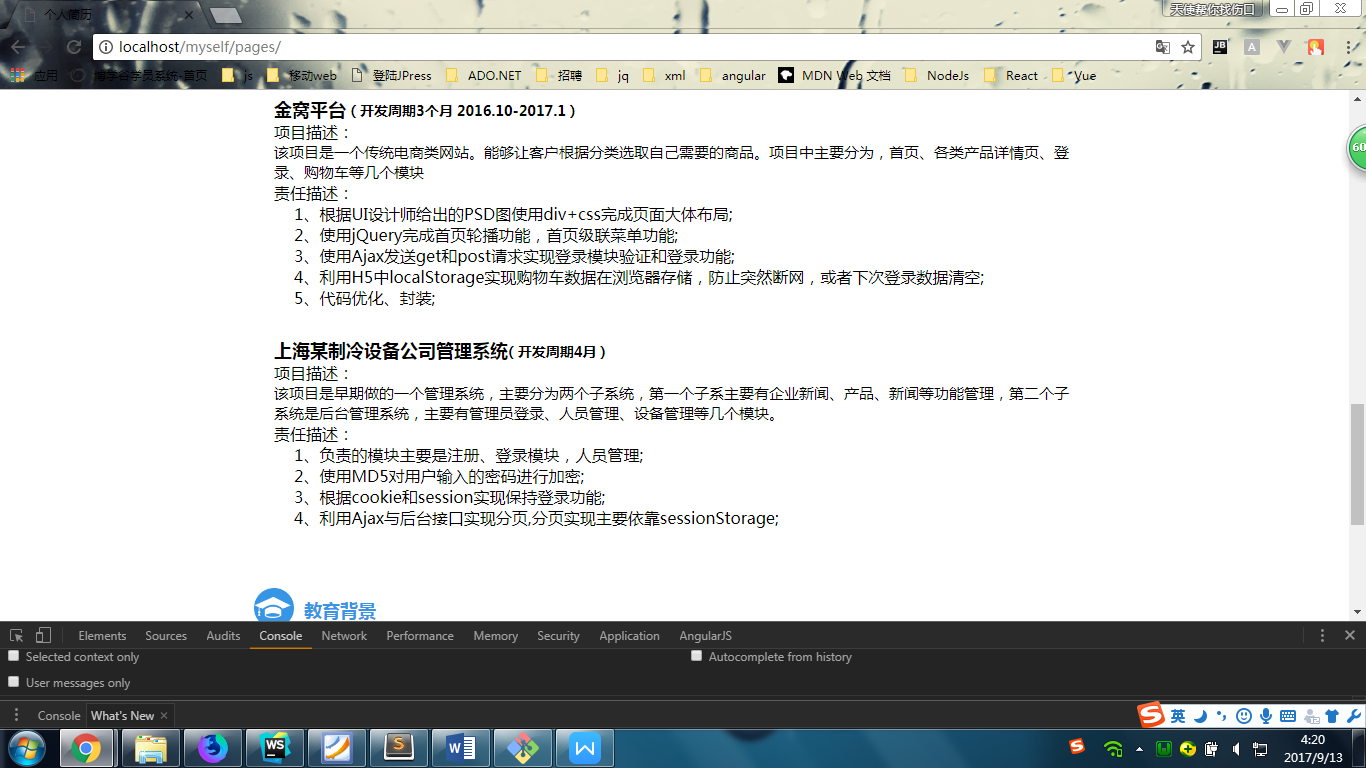 个人简历
天使帮你找伤口
localhost/myself/pages/
应用
js
移动web
登陆JPress
ADO.NET
招聘
jq
xml
angular
MDN Web 文档
NodeJs
React
Vue
金窝平台 ( 开发周期3个月 2016.10-2017.1 )
项目描述：
该项目是一个传统电商类网站。能够让客户根据分类选取自己需要的商品。项目中主要分为，首页、各类产品详情页、登
录、购物车等几个模块
责任描述：
1、根据UI设计师给出的PSD图使用div+css完成页面大体布局;
2、使用jQuery完成首页轮播功能，首页级联菜单功能;
3、使用Ajax发送get和post请求实现登录模块验证和登录功能;
4、利用H5中localStorage实现购物车数据在浏览器存储，防止突然断网，或者下次登录数据清空;
5、代码优化、封装;
上海某制冷设备公司管理系统( 开发周期4月 )
项目描述：
该项目是早期做的一个管理系统，主要分为两个子系统，第一个子系主要有企业新闻、产品、新闻等功能管理，第二个子
系统是后台管理系统，主要有管理员登录、人员管理、设备管理等几个模块。
责任描述：
1、负责的模块主要是注册、登录模块，人员管理;
2、使用MD5对用户输入的密码进行加密;
3、根据cookie和session实现保持登录功能;
4、利用Ajax与后台接口实现分页,分页实现主要依靠sessionStorage;
教育背景
60
Elements Sources Audits Console Network Performance Memory Security Application AngularJS
Selected context only
Autocomplete from history
User messages only
Console What's New
英
4:20
2017/9/13